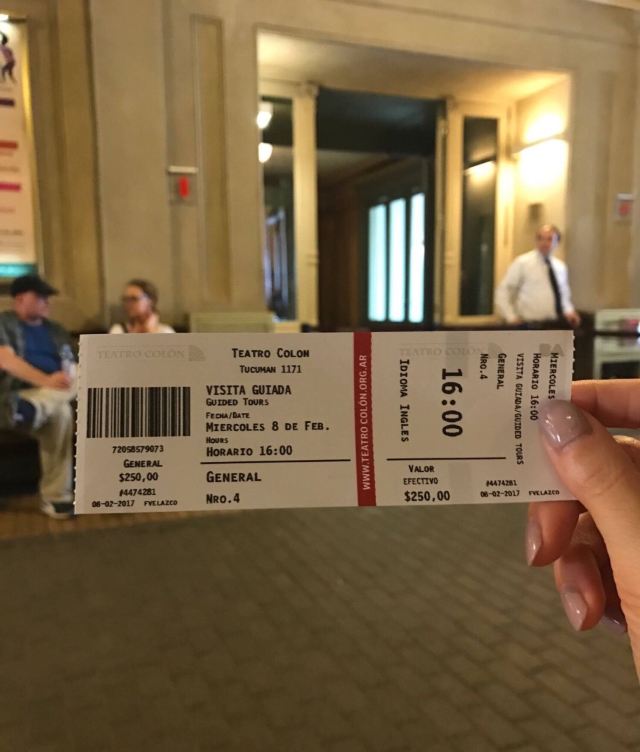 TEATRO COLÓN
TEATRO COLON
TUCUMAN 1171
VISITA GUIADA
GUIDED TOURS
FECHA/DATE
MIERCOLES 8 DE FEB.
HOURS
HORARIO 16:00
GENERAL
NRO.4
72058579073
GENERAL
$250,00
#4474281
08-02-2017 FVELAZCO
WWW.TEATROCOLON.ORG.AR
TEATRO COLÓN
IDIOMA INGLES
16:00
NRO.4
GENERAL
VISITA GUIADA/GUIDED TOURS
HORARIO 16:00
MIERCOLES
VALOR
EFECTIVO
$250,00
#4474281
08-02-2017 FVELAZCO